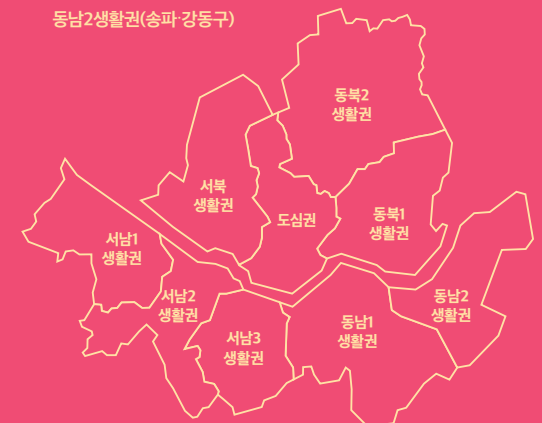 동남2생활권(송파·강동구)
동북2
생활권
서북
생활권
도심권
동북1
생활권
서남1
생활권
서남2
생활권
동남2
생활권
서남3
생활권
동남1
생활권